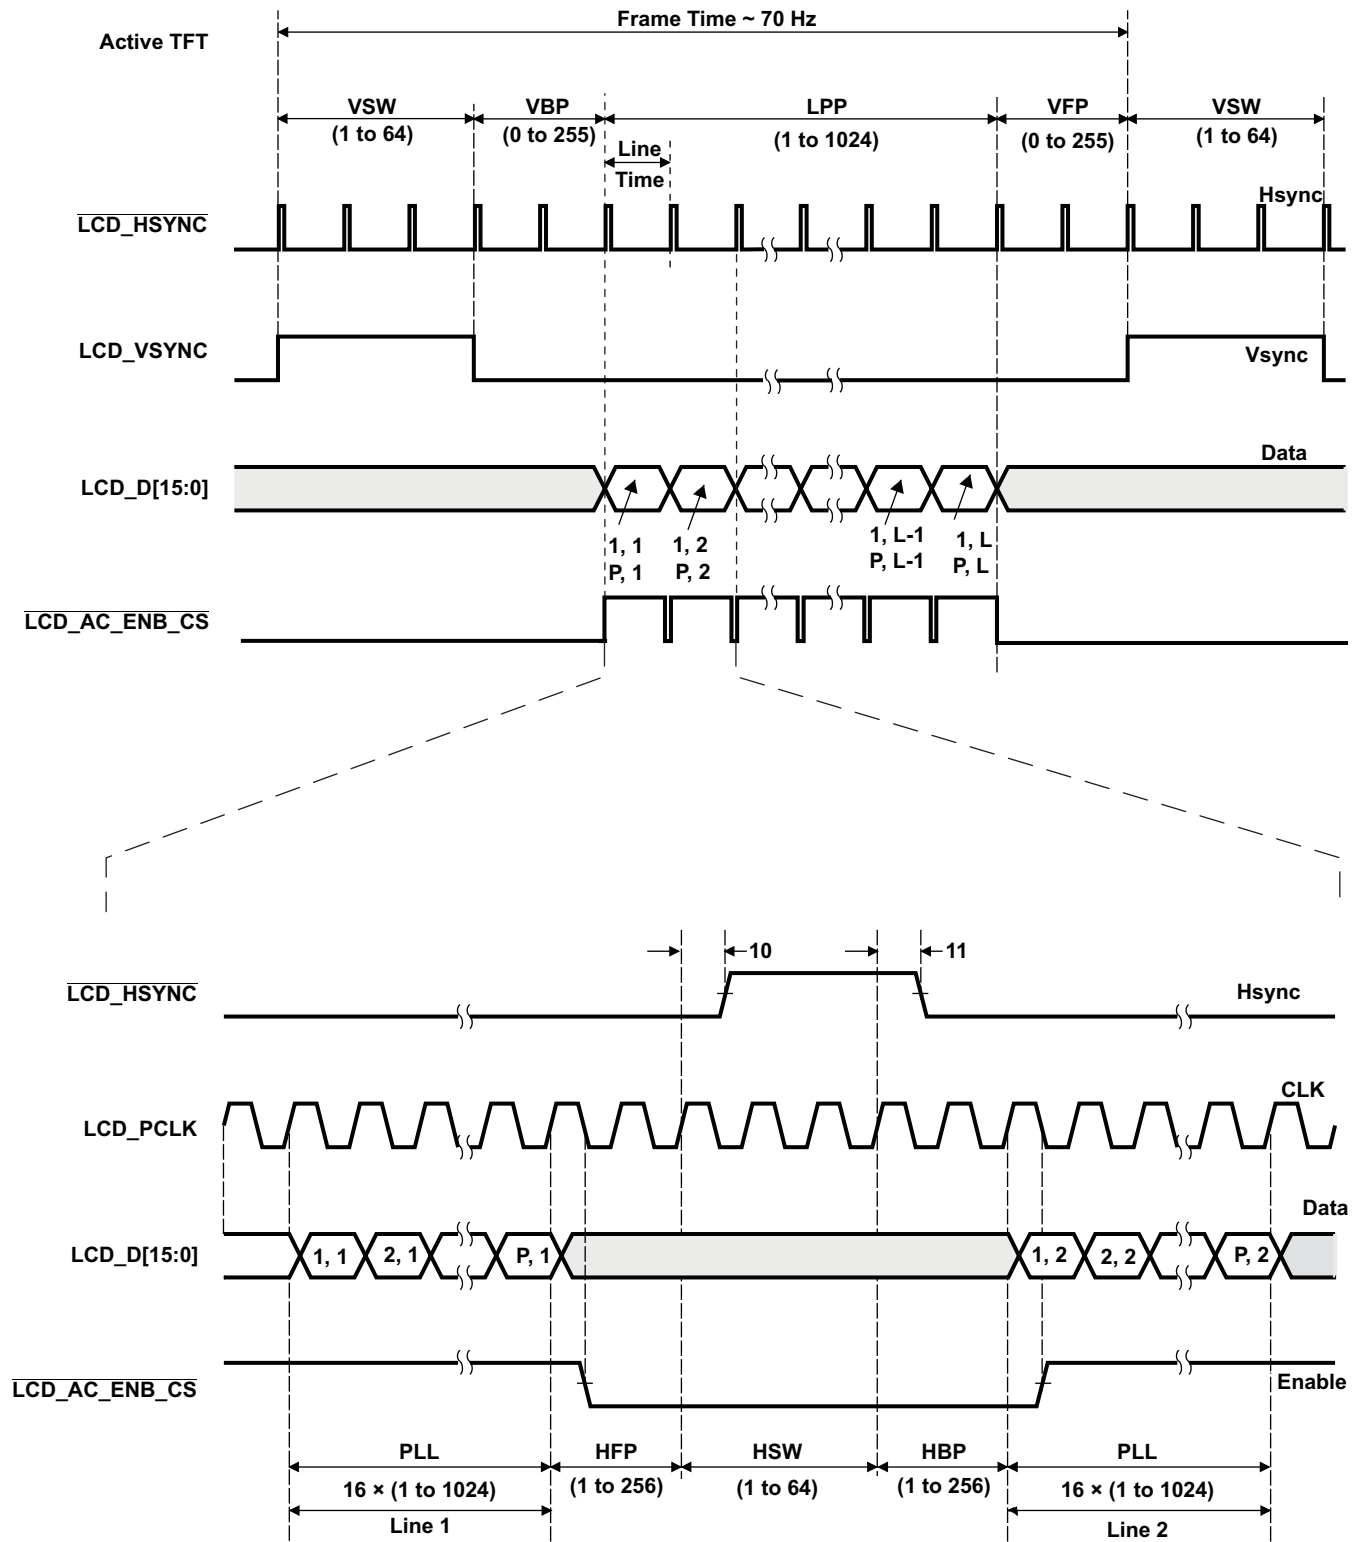 Frame Time ~ 70 Hz
Active TFT
VSW
(1 to 64)
VBP
(0 to 255)
LPP
(1 to 1024)
VFP
(0 to 255)
VSW
(1 to 64)
Line
Time
LCD_HSYNC
Hsync
LCD_VSYNC
Vsync
LCD_D[15:0]
Data
1, 1
P, 1
1, 2
P, 2
1, L-1
P, L-1
1, L
P, L
LCD_AC_ENB_CS
10
11
LCD_HSYNC
Hsync
LCD_PCLK
CLK
LCD_D[15:0]
Data
1, 1
2, 1
P, 1
1, 2
2, 2
P, 2
LCD_AC_ENB_CS
Enable
PLL
16 × (1 to 1024)
Line 1
HFP
(1 to 256)
HSW
(1 to 64)
HBP
(1 to 256)
PLL
16 × (1 to 1024)
Line 2